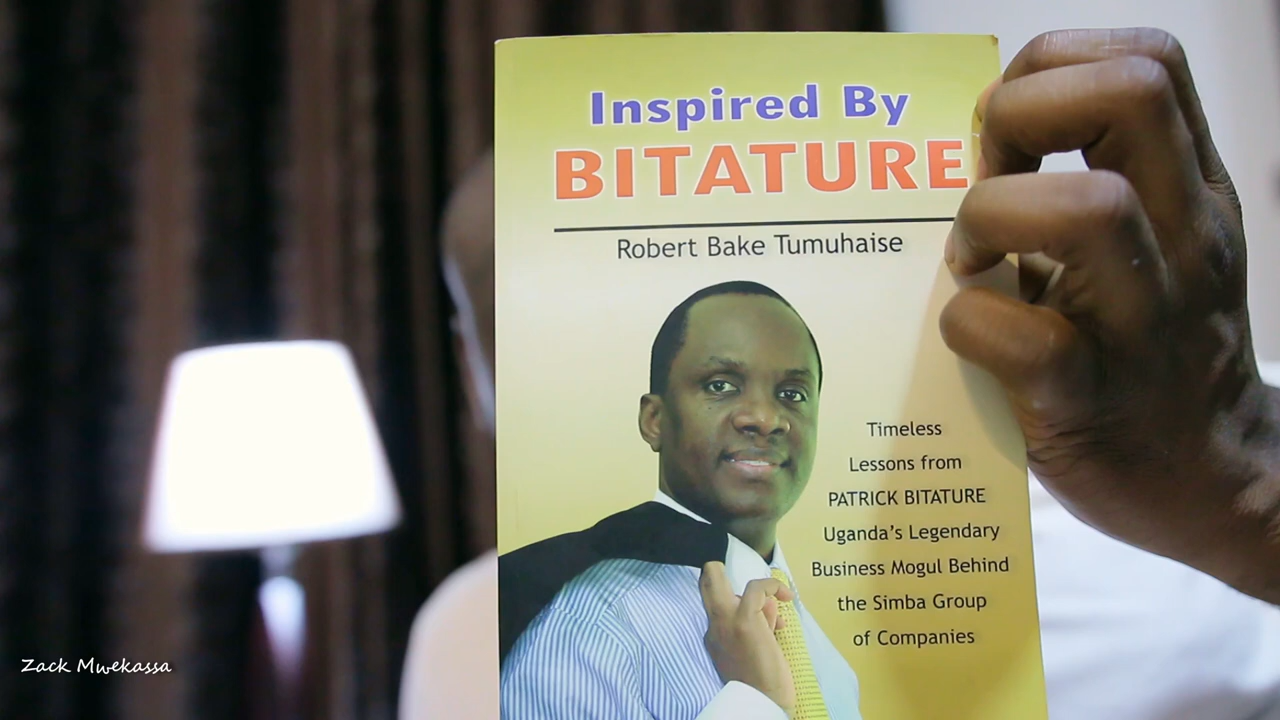 Inspired By
BITATURE
Robert Bake Tumuhaise
Timeless
Lessons from
PATRICK BITATURE
Uganda's Legendary
Business Mogul Behind
the Simba Group
of Companies
Zack Mwekassa